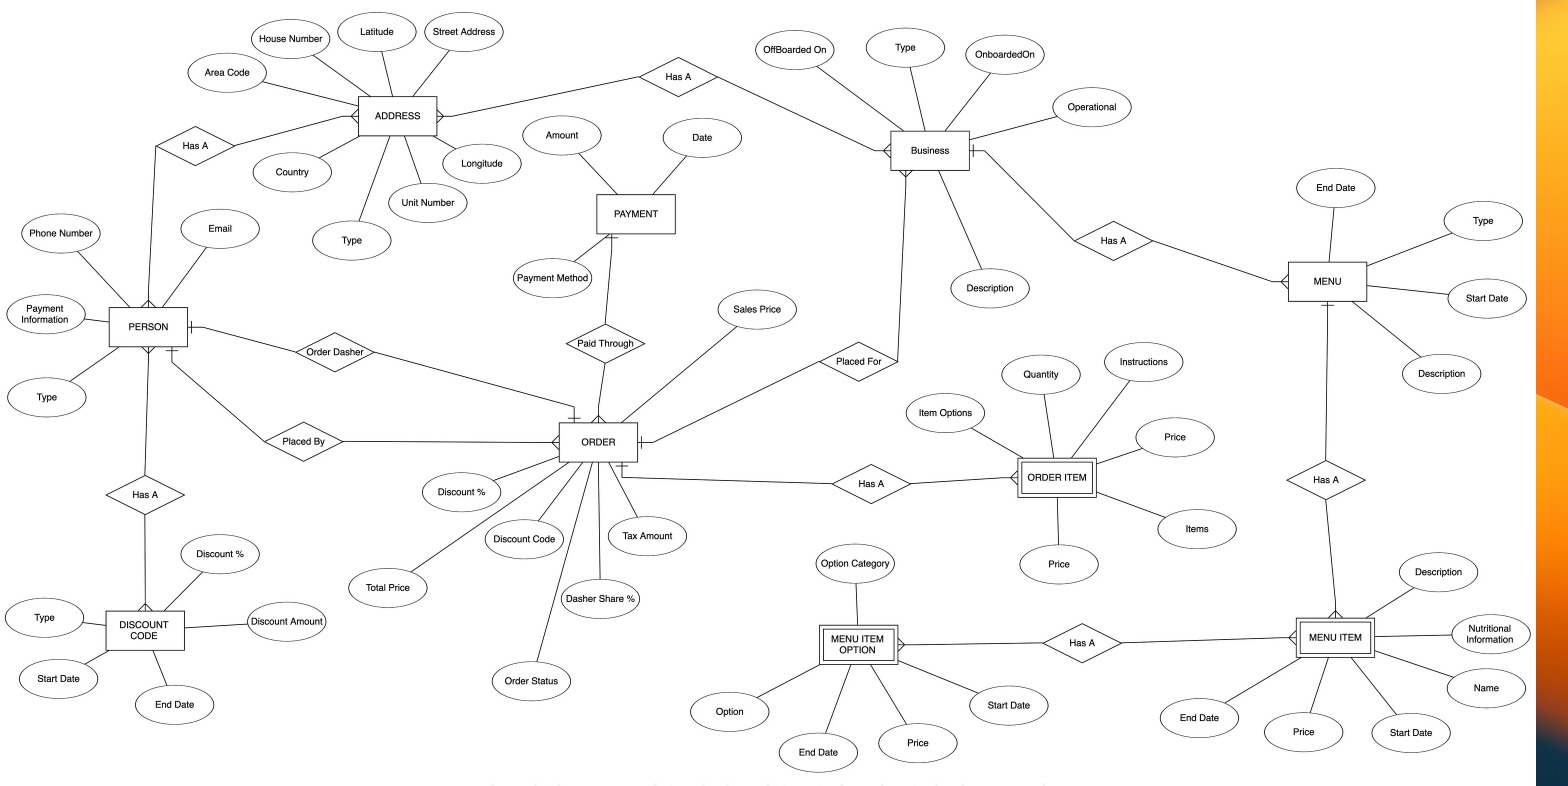 House Number
Latitude
Street Address
Area Code
ADDRESS
Has A
Has A
Country
Longitude
Unit Number
Type
OffBoarded On
Type
OnboardedOn
Operational
Business
Description
Amount
Date
PAYMENT
Payment Method
Has A
End Date
Type
MENU
Start Date
Description
Phone Number
Email
Payment
Information
PERSON
Type
Order Dasher
Paid Through
Sales Price
Placed For
Placed By
ORDER
Discount %
Discount Code
Tax Amount
Total Price
Dasher Share %
Order Status
Has A
Item Options
Quantity
Instructions
Price
ORDER ITEM
Items
Price
Has A
Has A
Discount %
Type
DISCOUNT
CODE
Discount Amount
Start Date
End Date
Option Category
MENU ITEM
OPTION
Has A
Option
End Date
Price
Start Date
Description
MENU ITEM
Nutritional
Information
Name
End Date
Price
Start Date